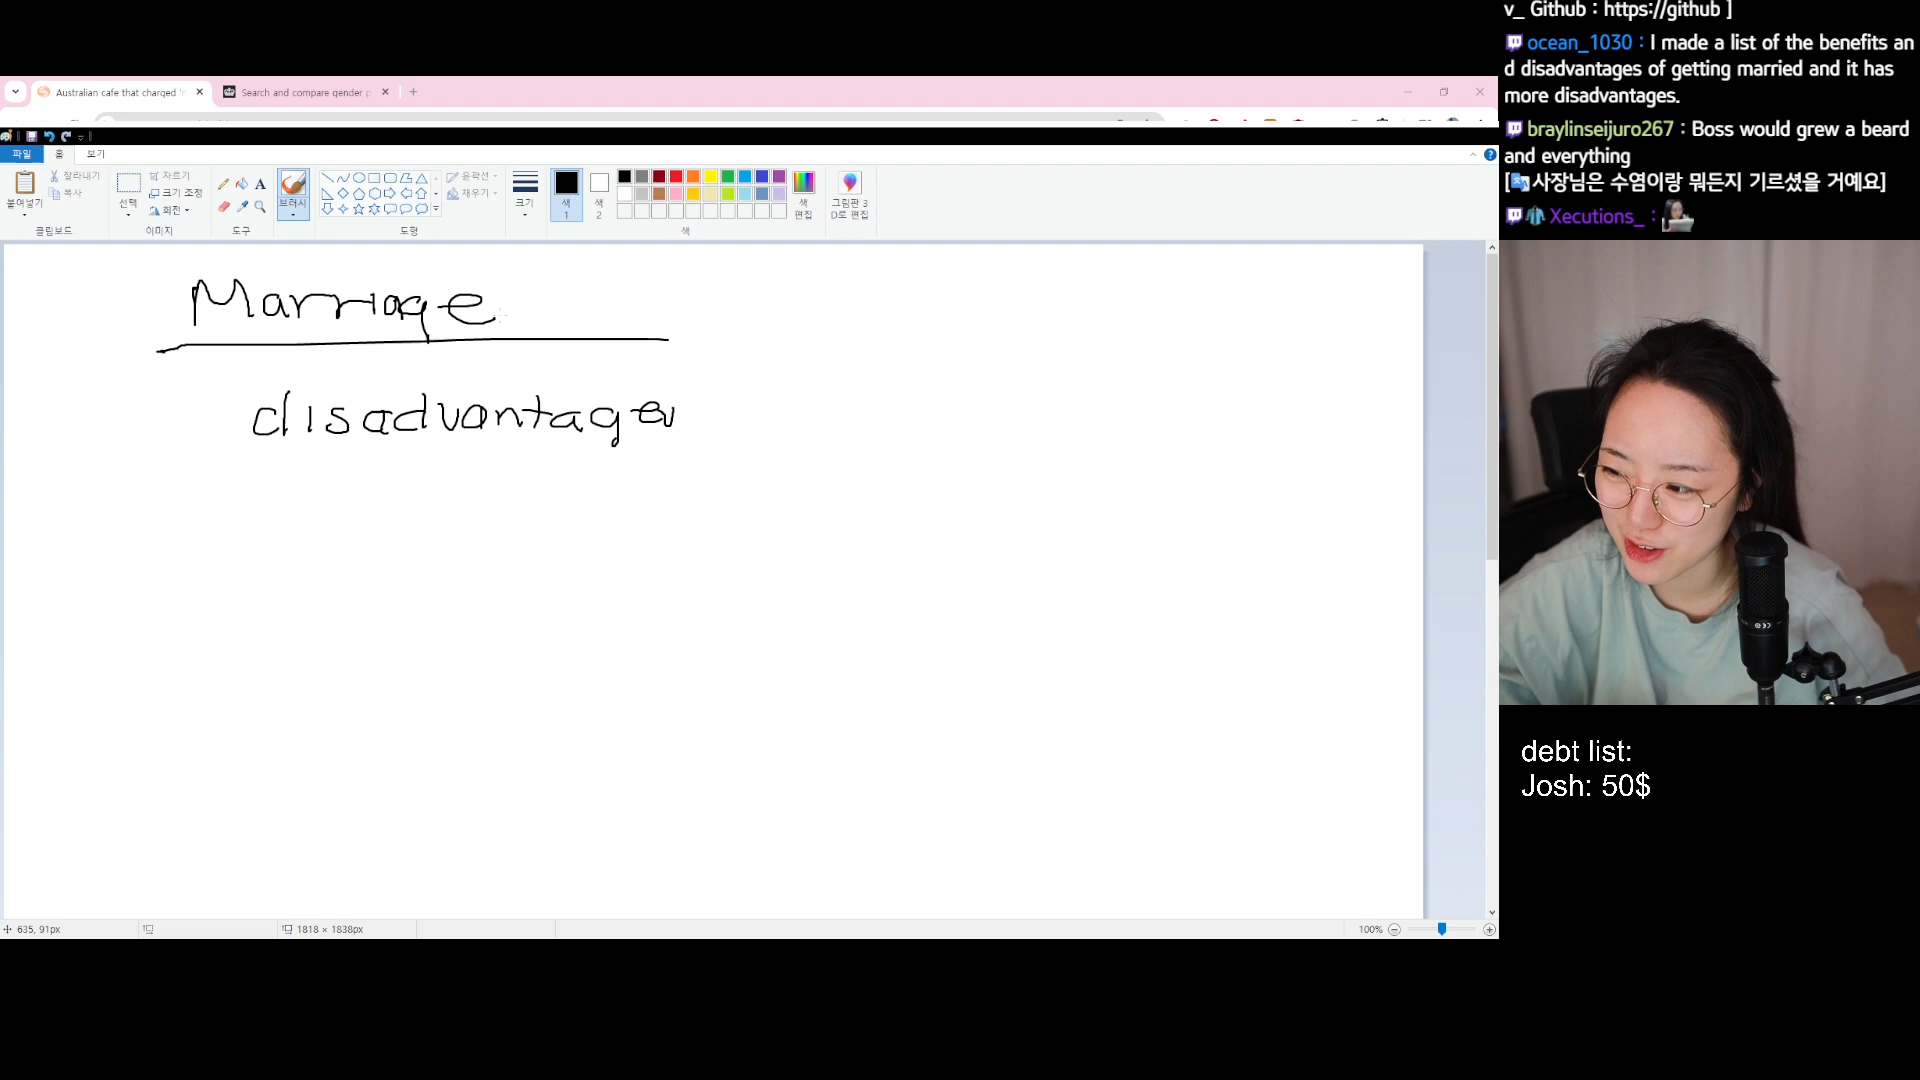 v_ Github : https://github ]
ocean_1030 : I made a list of the benefits an
d disadvantages of getting married and it has
more disadvantages.
braylinseijuro267 : Boss would grew a beard
and everything
[사장님은 수염이랑 뭐든지 기르셨을 거예요]
Xecutions_ :
Australian cafe that charged 'm
Search and compare gender p
파일 홈 보기
붙여넣기
잘라내기
복사
클립보드
선택
자르기
크기 조정
회전
이미지
도구
브러시
윤곽선
채우기
도형
크기
색
1
색
2
색
편집
그림판 3
D로 편집
색
Marriage
disadvantage
635, 91px
1818 × 1838px
100%
debt list:
Josh: 50$